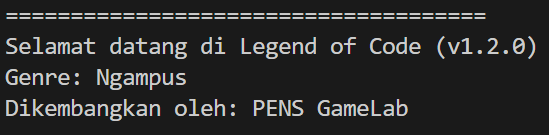 =====================================
Selamat datang di Legend of Code (v1.2.0)
Genre: Ngampus
Dikembangkan oleh: PENS GameLab